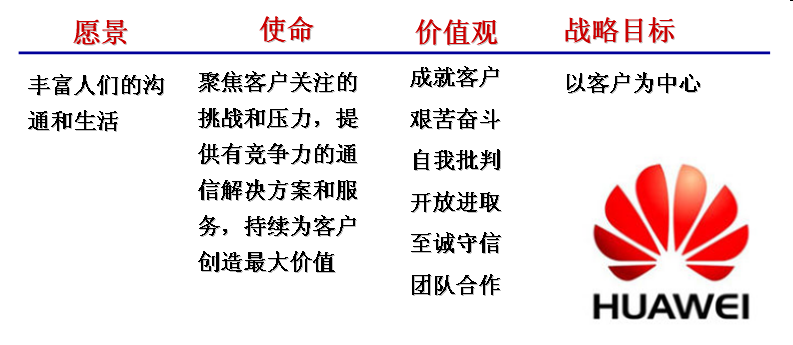 愿景
使命
价值观
战略目标
丰富人们的沟
通和生活
聚焦客户关注的
挑战和压力，提
供有竞争力的通
信解决方案和服
务，持续为客户
创造最大价值
成就客户
艰苦奋斗
自我批判
开放进取
至诚守信
团队合作
以客户为中心
HUAWEI